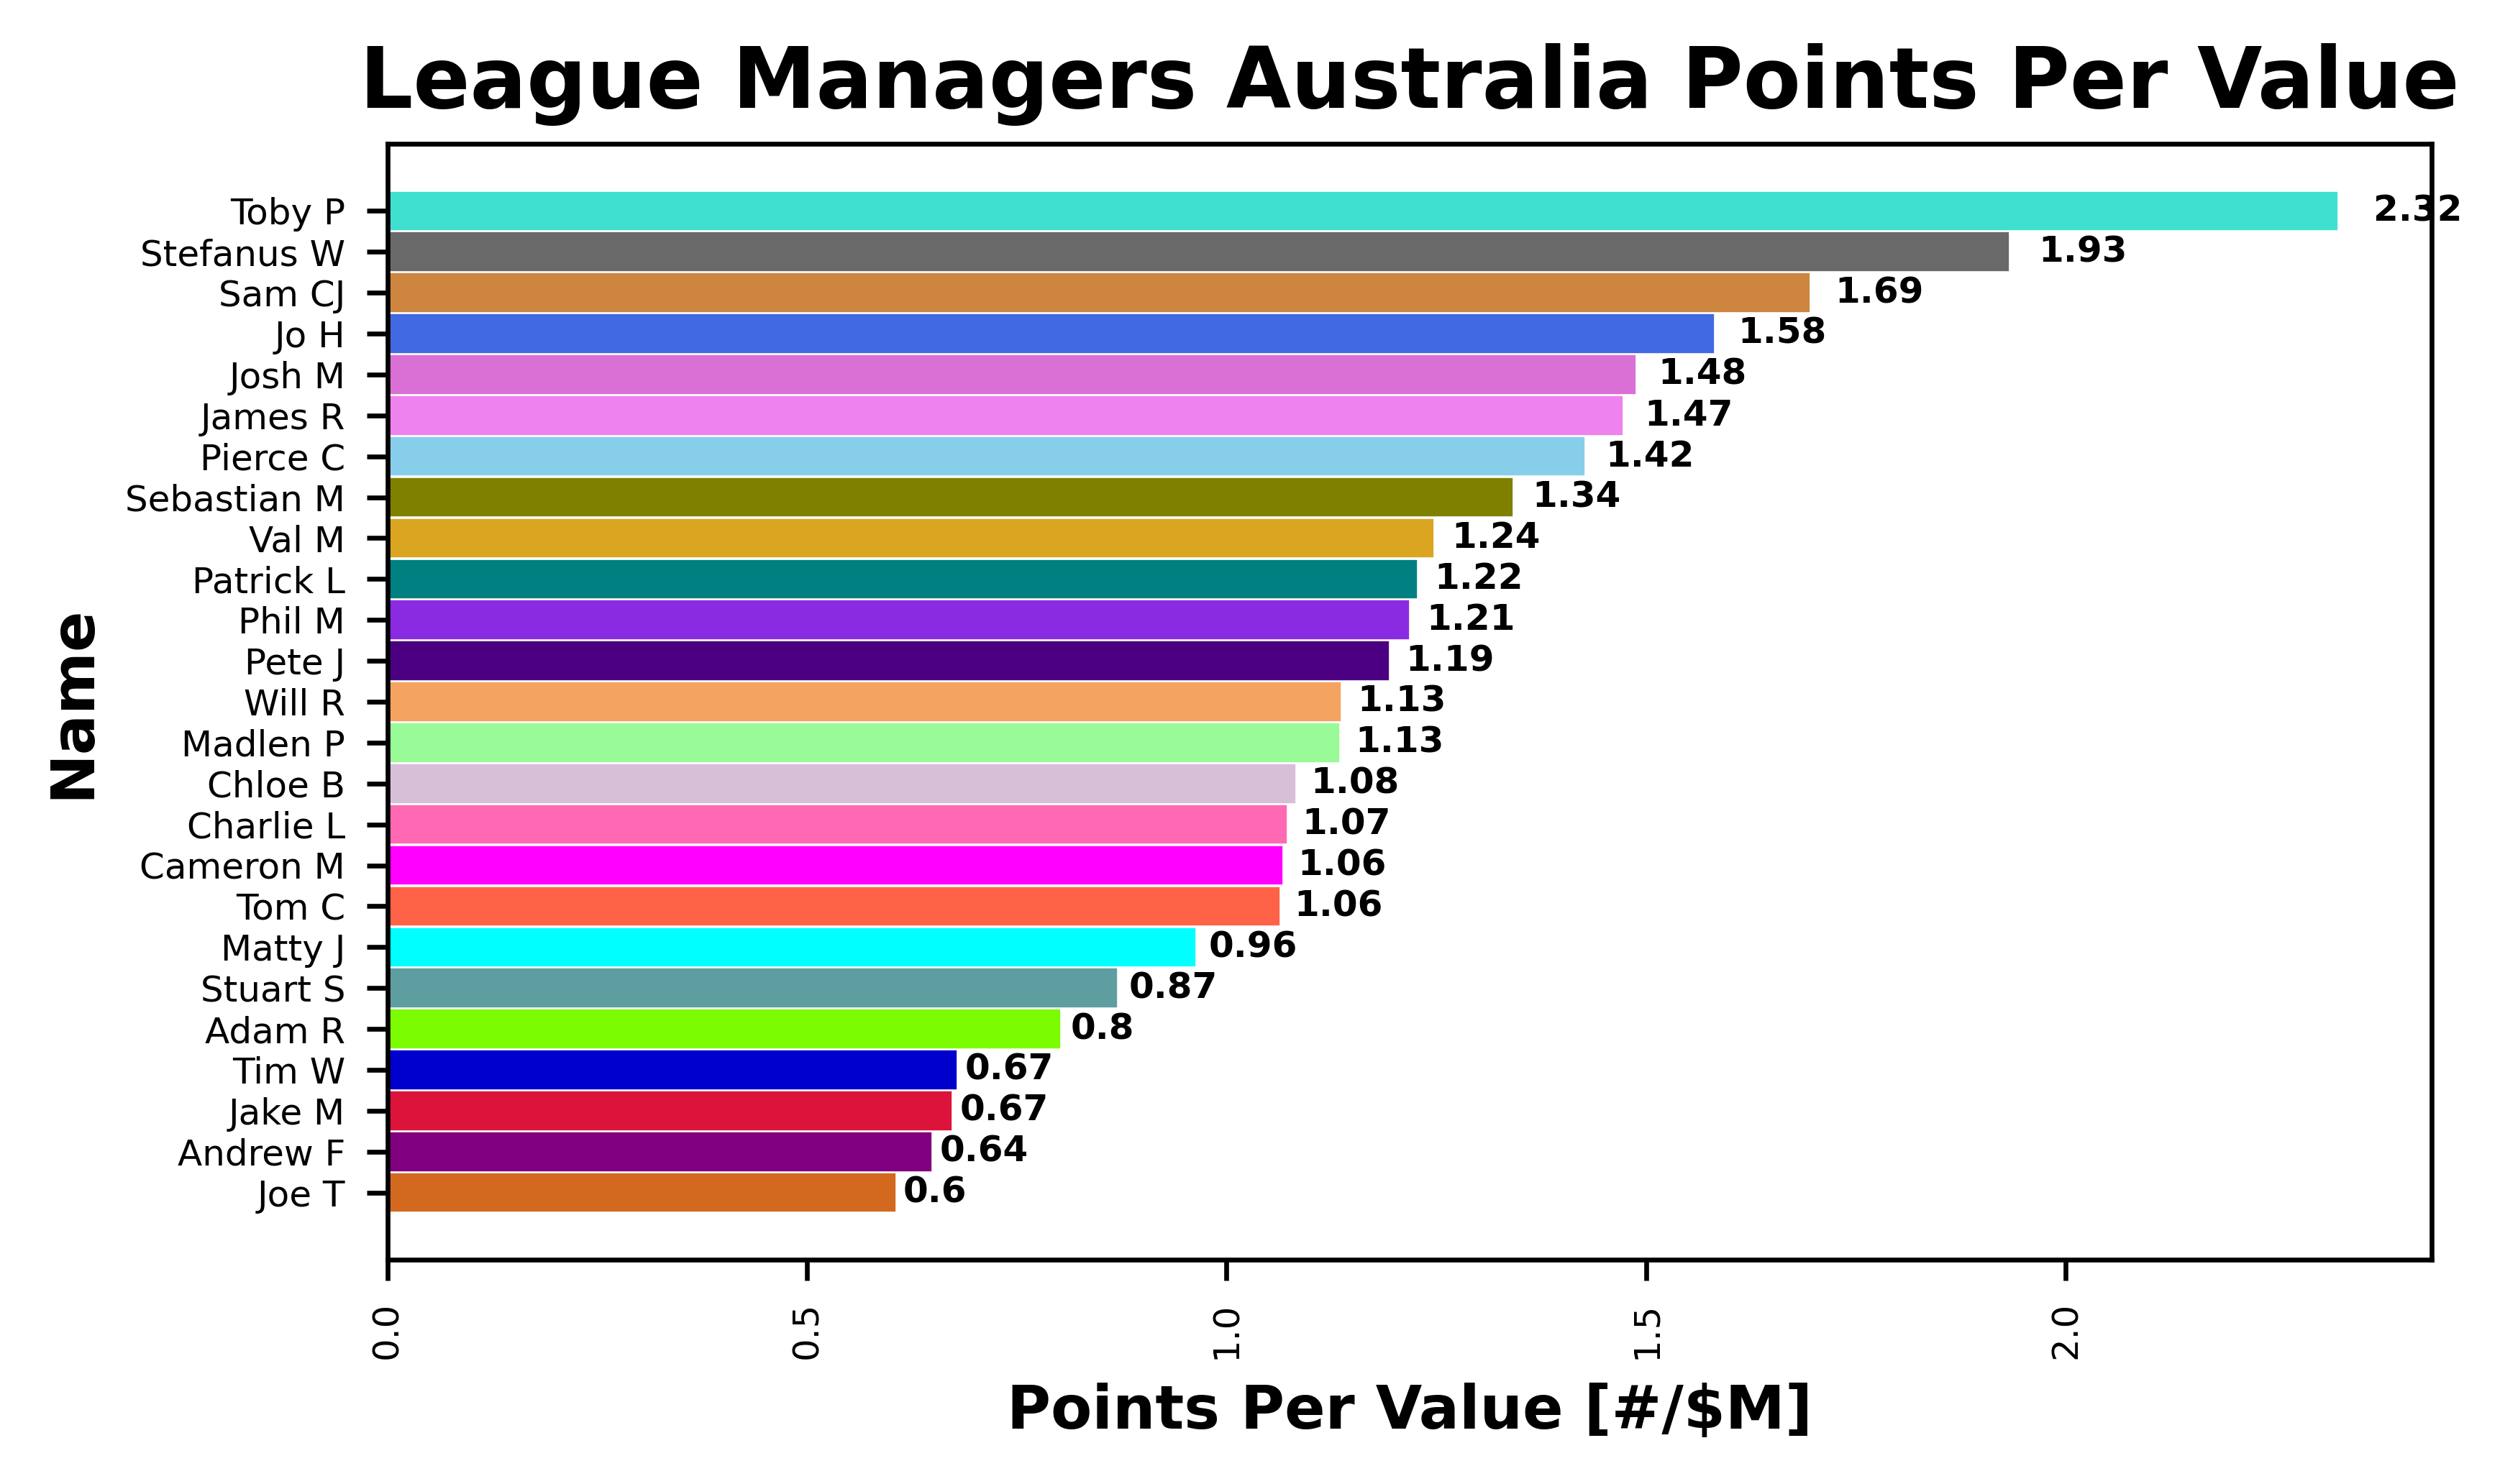 League Managers Australia Points Per Value
Name
Toby P 2.32
Stefanus W 1.93
Sam CJ 1.69
Jo H 1.58
Josh M 1.48
James R 1.47
Pierce C 1.42
Sebastian M 1.34
Val M 1.24
Patrick L 1.22
Phil M 1.21
Pete J 1.19
Will R 1.13
Madlen P 1.13
Chloe B 1.08
Charlie L 1.07
Cameron M 1.06
Tom C 1.06
Matty J 0.96
Stuart S 0.87
Adam R 0.8
Tim W 0.67
Jake M 0.67
Andrew F 0.64
Joe T 0.6
0.0 0.5 1.0 1.5 2.0
Points Per Value [#/$M]